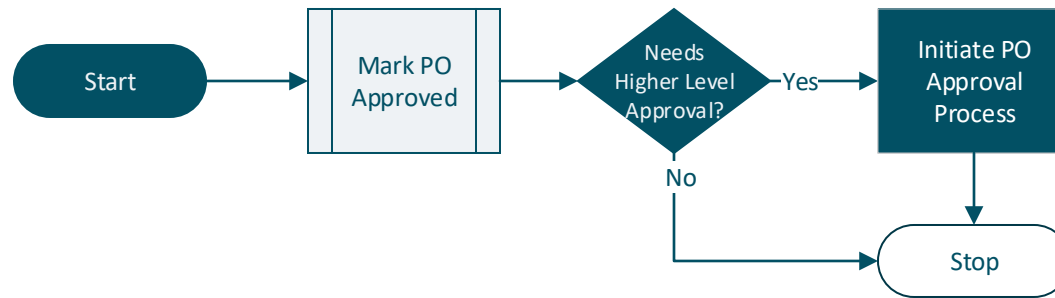 Start
Mark PO
Approved
Needs
Higher Level
Approval?
Yes
Initiate PO
Approval
Process
No
Stop